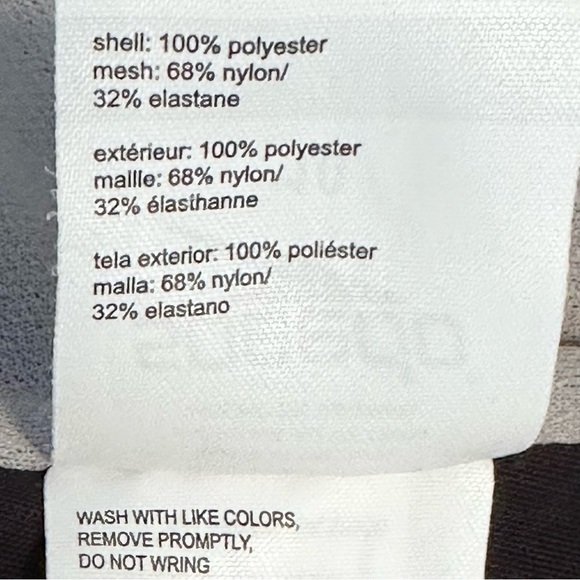 shell: 100% polyester
mesh: 68% nylon/
32% elastane
extérieur: 100% polyester
maille: 68% nylon/
32% élasthanne
tela exterior: 100% poliéster
malla: 68% nylon/
32% elastano
WASH WITH LIKE COLORS,
REMOVE PROMPTLY,
DO NOT WRING